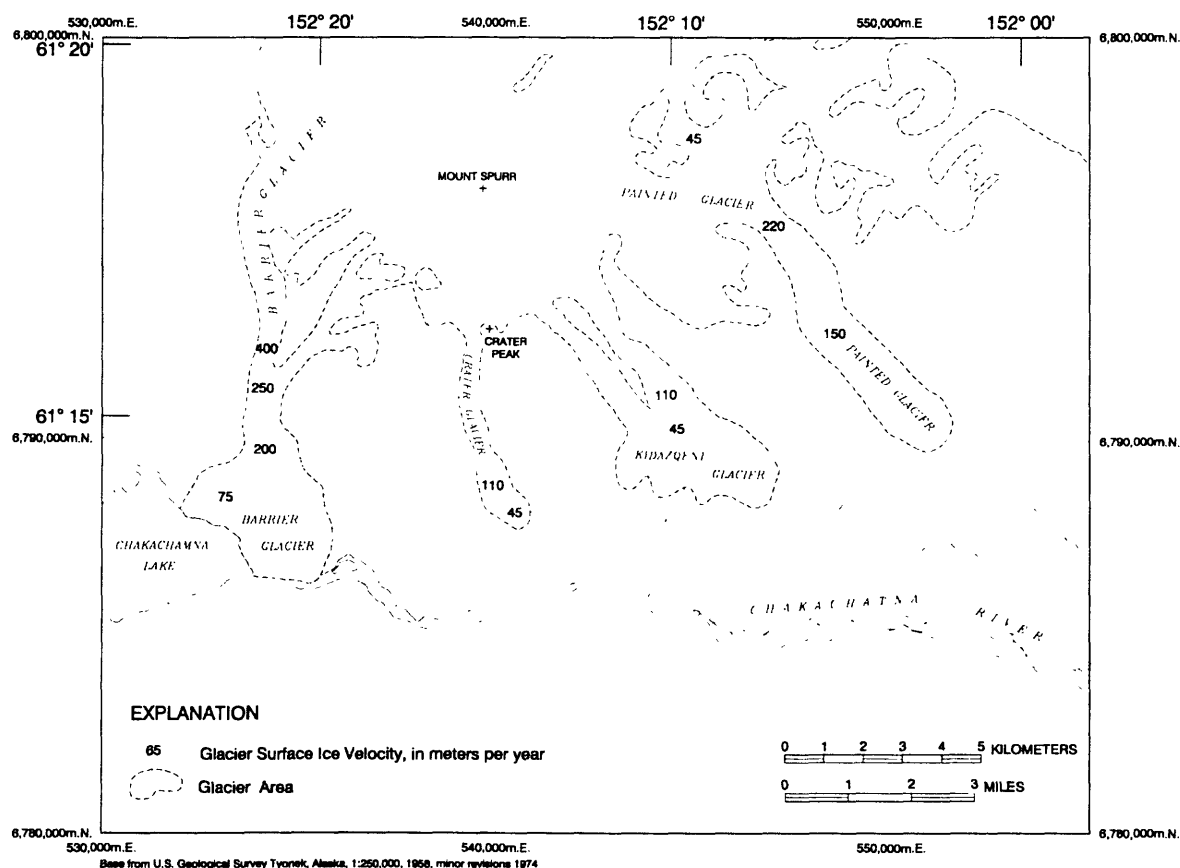 530,000m.E.
152° 20'
540,000m.E.
152° 10'
550,000m.E.
152° 00'
6,800,000m.N.
6,800,000m.N.
61° 20'
45
BARRIER GLACIER
MOUNT SPURR
PAINTED GLACIER
220
CRATER PEAK
150
PAINTED GLACIER
400
250
CRATER GLACIER
110
61° 15'
6,790,000m.N.
6,790,000m.N.
45
200
KIDAZQENI
GLACIER
75
110
45
BARRIER
GLACIER
CHAKACHAMNA
LAKE
CHAKACHATNA RIVER
EXPLANATION
65 Glacier Surface Ice Velocity, in meters per year
Glacier Area
0 1 2 3 4 5 KILOMETERS
0 1 2 3 MILES
6,780,000m.N.
6,780,000m.N.
530,000m.E.
540,000m.E.
550,000m.E.
Base from U.S. Geological Survey Tyonek, Alaska, 1:250,000, 1958, minor revisions 1974